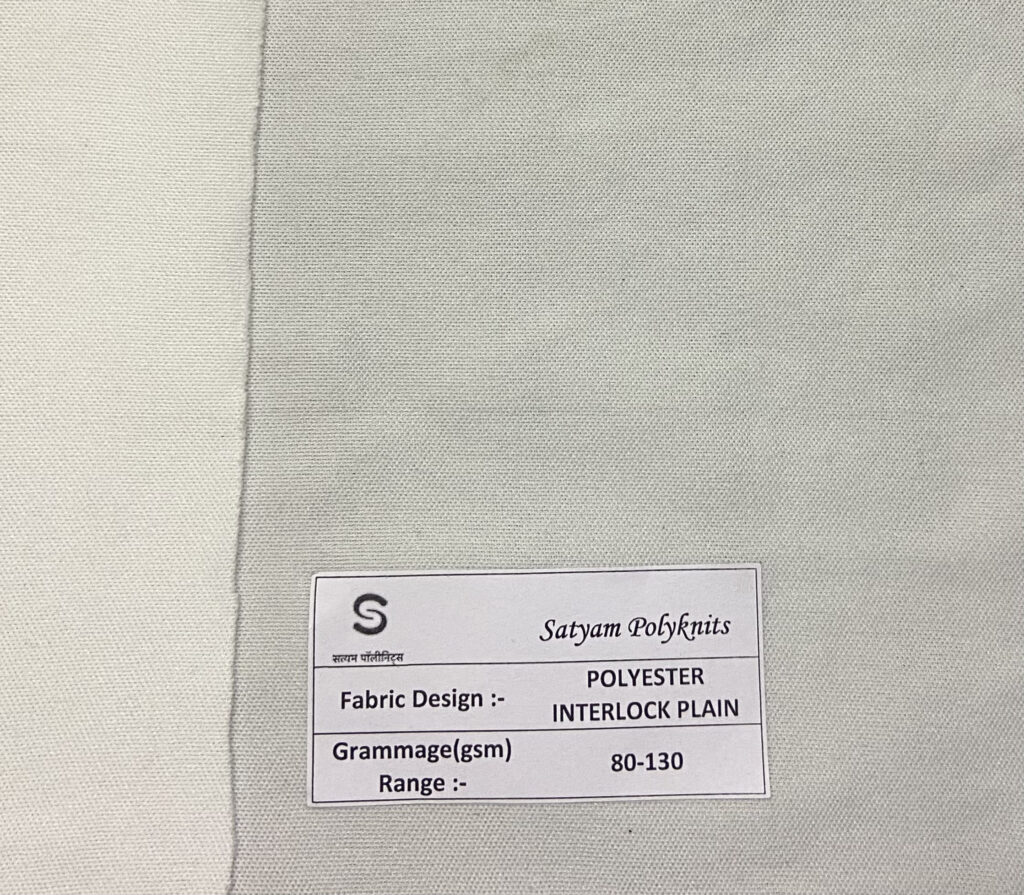 S
सत्यम पॉलीनिट्स
Satyam Polyknits
Fabric Design :-
POLYESTER
INTERLOCK PLAIN
Grammage(gsm)
Range :-
80-130